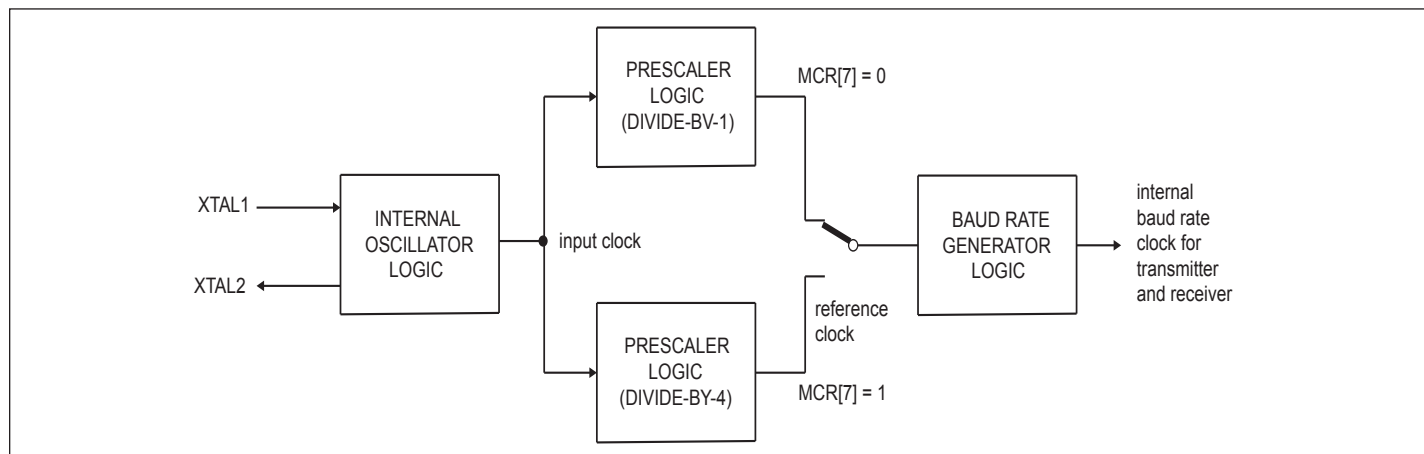 PRESCALER
LOGIC
(DIVIDE-BV-1)
MCR[7] = 0
XTAL1
XTAL2
INTERNAL
OSCILLATOR
LOGIC
input clock
BAUD RATE
GENERATOR
LOGIC
internal
baud rate
clock for
transmitter
and receiver
reference
clock
PRESCALER
LOGIC
(DIVIDE-BY-4)
MCR[7] = 1